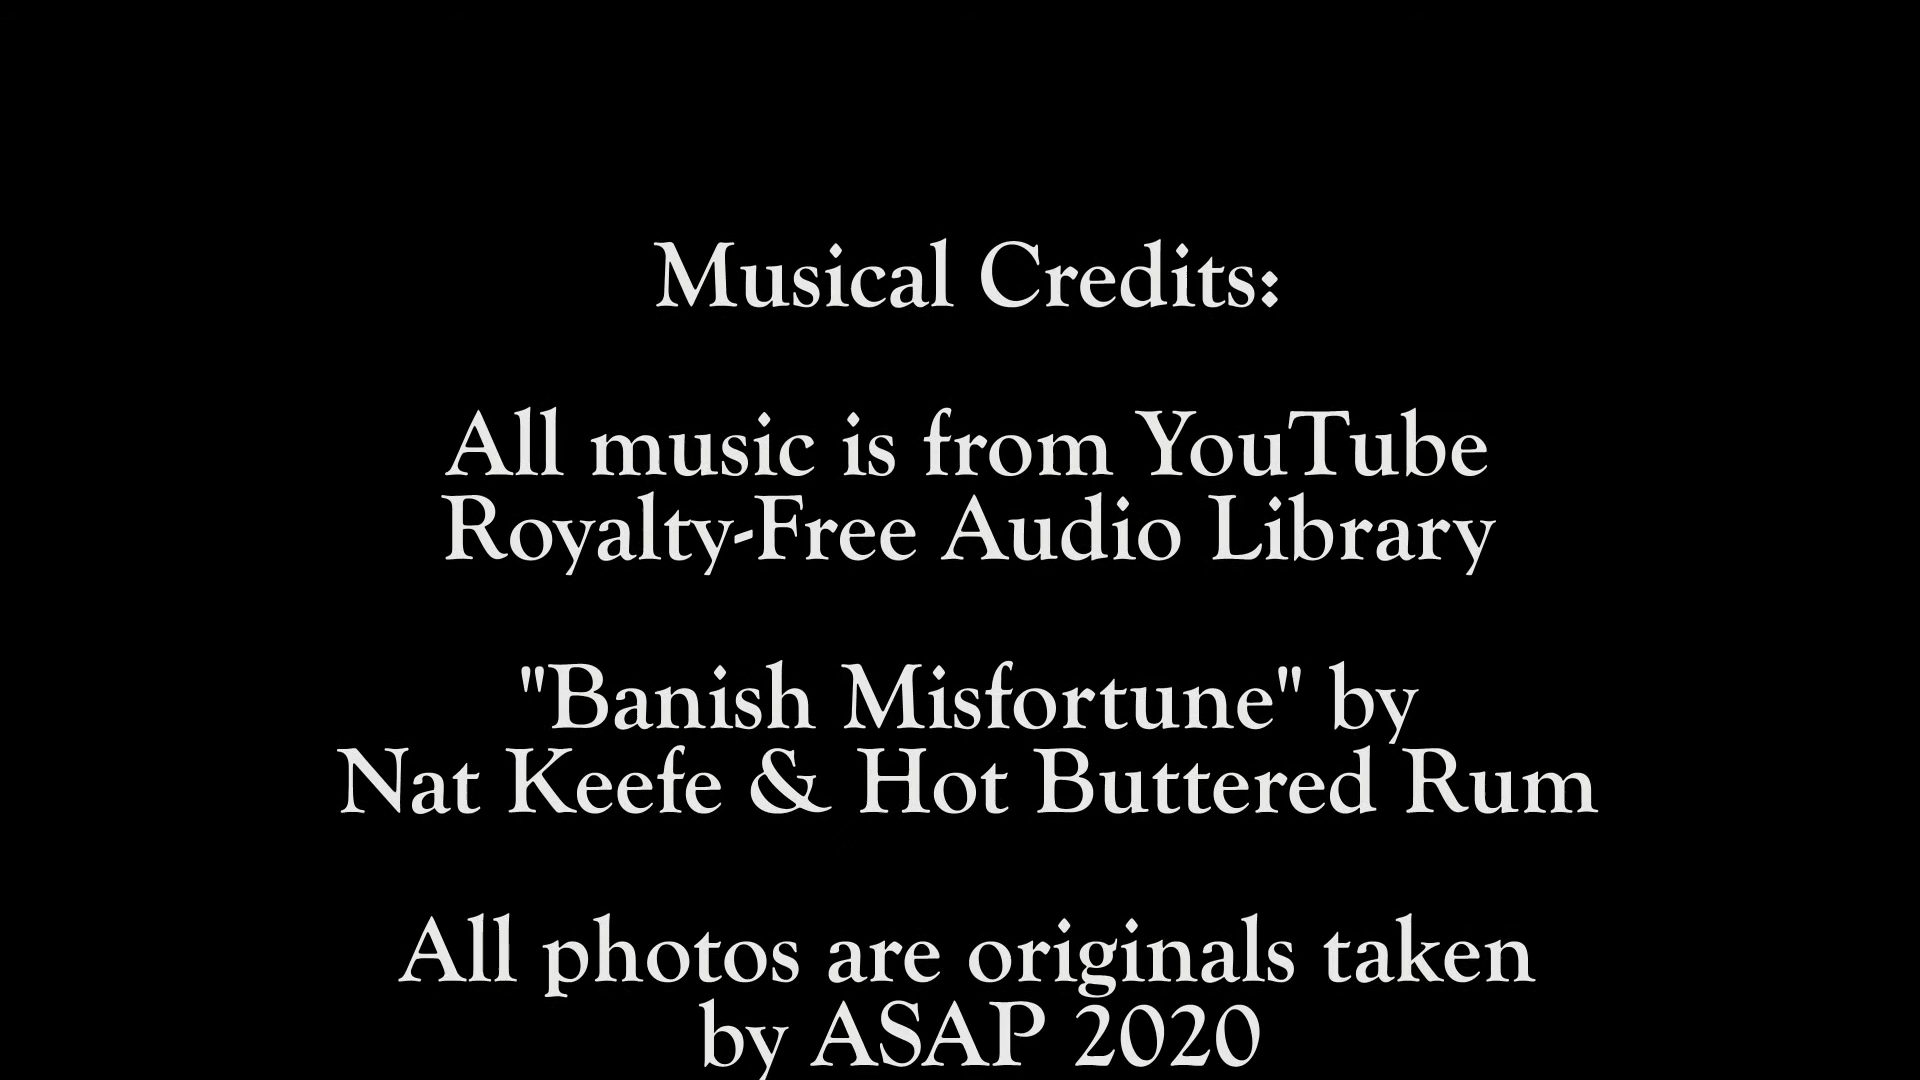 Musical Credits:
All music is from YouTube
Royalty-Free Audio Library
"Banish Misfortune" by
Nat Keefe & Hot Buttered Rum
All photos are originals taken
by ASAP 2020